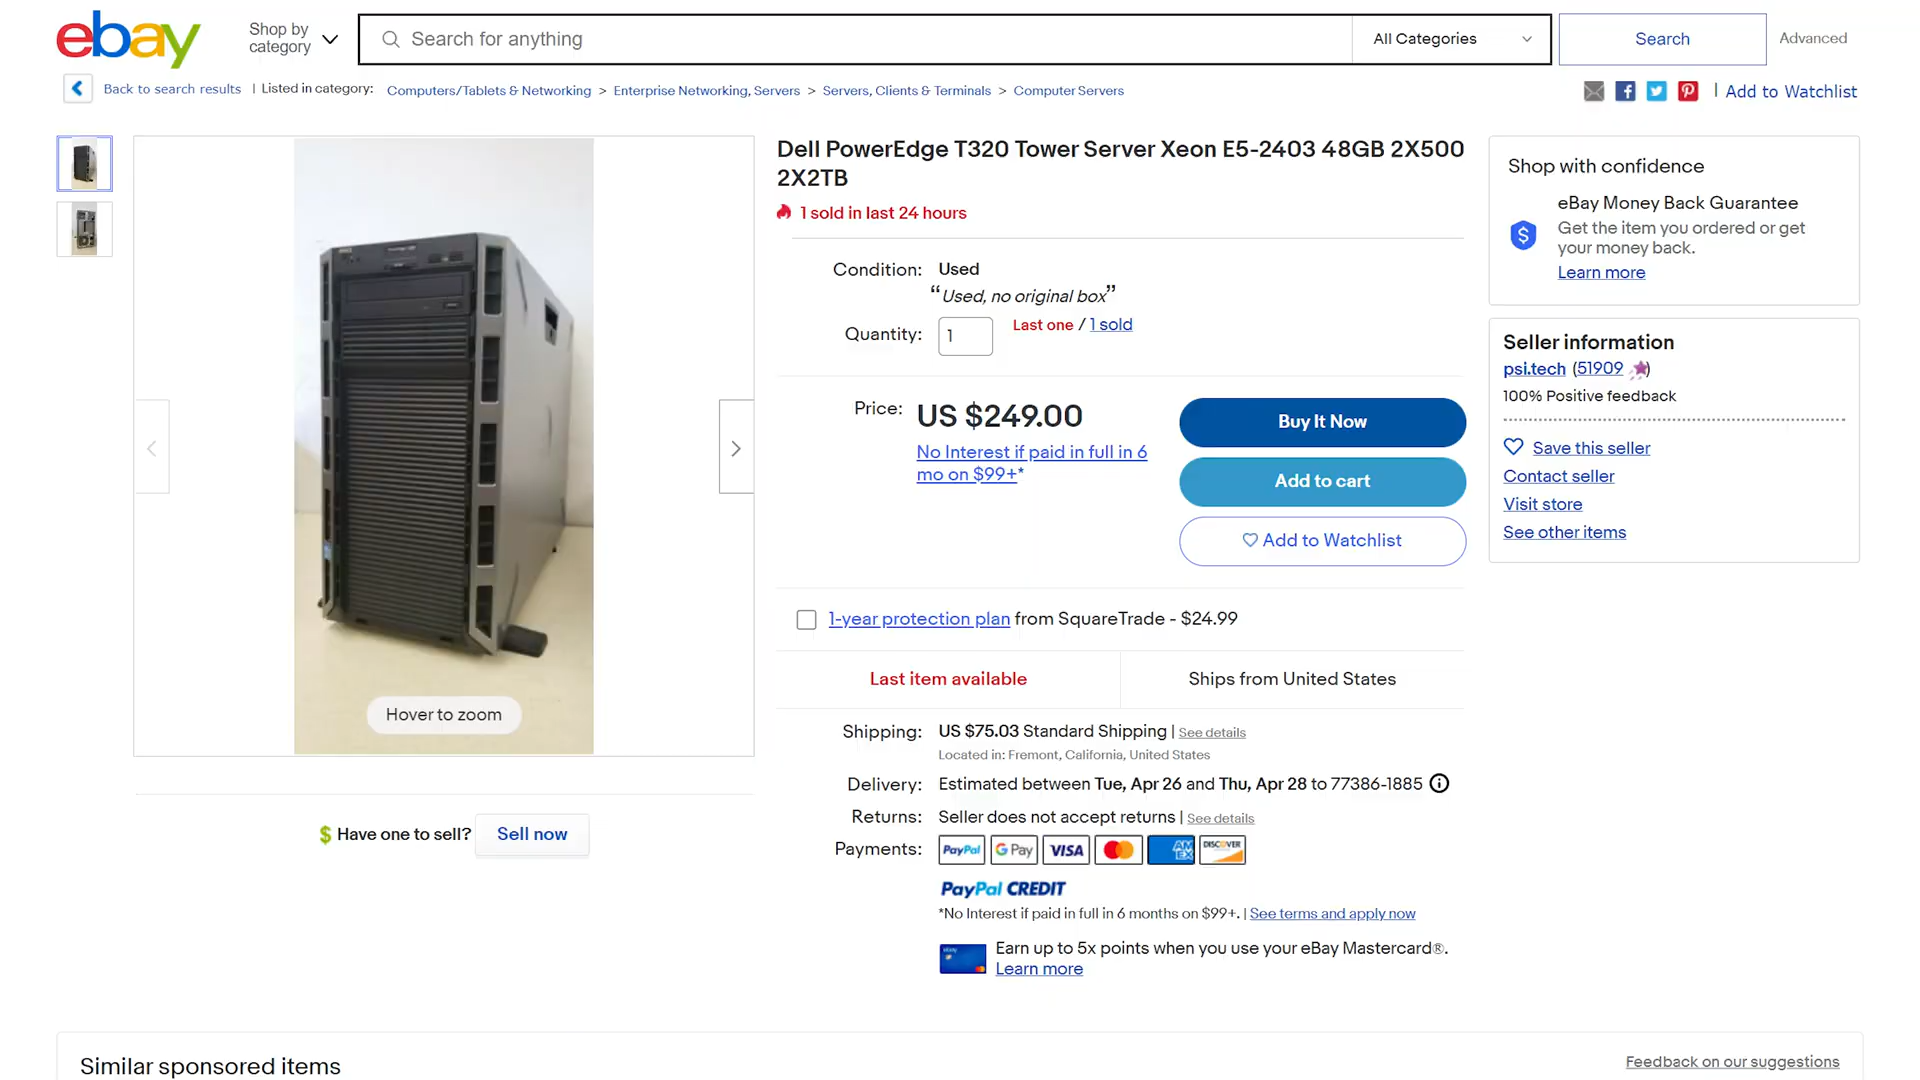 ebay
Shop by
category
Search for anything
All Categories
Search
Advanced
Back to search results | Listed in category: Computers/Tablets & Networking > Enterprise Networking, Servers > Servers, Clients & Terminals > Computer Servers
| Add to Watchlist
Dell PowerEdge T320 Tower Server Xeon E5-2403 48GB 2X500
2X2TB
1 sold in last 24 hours
Condition: Used
“Used, no original box”
Quantity: 1 Last one / 1 sold
Price: US $249.00
No Interest if paid in full in 6
mo on $99+*
Buy It Now
Add to cart
Add to Watchlist
1-year protection plan from SquareTrade - $24.99
Last item available
Ships from United States
Shipping: US $75.03 Standard Shipping | See details
Located in: Fremont, California, United States
Delivery: Estimated between Tue, Apr 26 and Thu, Apr 28 to 77386-1885
Returns: Seller does not accept returns | See details
Payments: PayPal G Pay VISA AM EX DISCOVER
PayPal CREDIT
*No Interest if paid in full in 6 months on $99+. | See terms and apply now
Earn up to 5x points when you use your eBay Mastercard®.
Learn more
Hover to zoom
$ Have one to sell? Sell now
Shop with confidence
eBay Money Back Guarantee
Get the item you ordered or get
your money back.
Learn more
Seller information
psi.tech (51909)
100% Positive feedback
Save this seller
Contact seller
Visit store
See other items
Similar sponsored items
Feedback on our suggestions